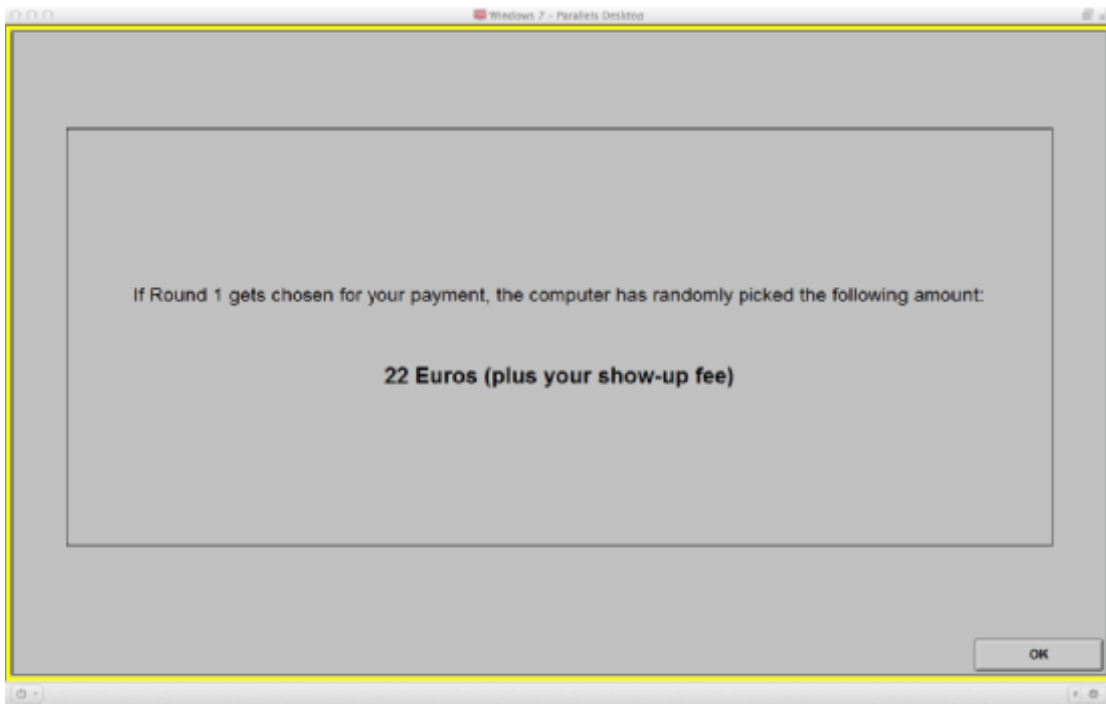 Windows 7 - Parallels Desktop
If Round 1 gets chosen for your payment, the computer has randomly picked the following amount:
22 Euros (plus your show-up fee)
OK